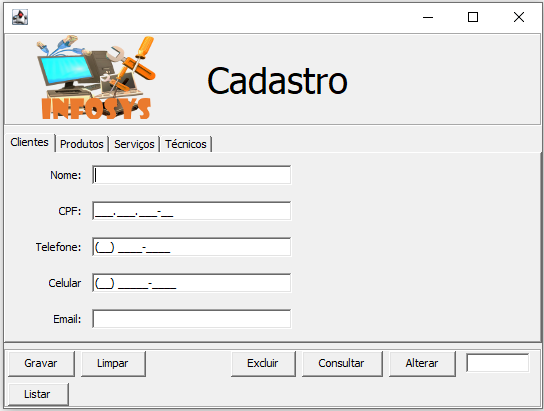 INFOSYS
Cadastro
Clientes Produtos Serviços Técnicos
Nome:
CPF: ___.___.___-__
Telefone: (__) ____-____
Celular (__) _____-____
Email:
Gravar Limpar Excluir Consultar Alterar
Listar